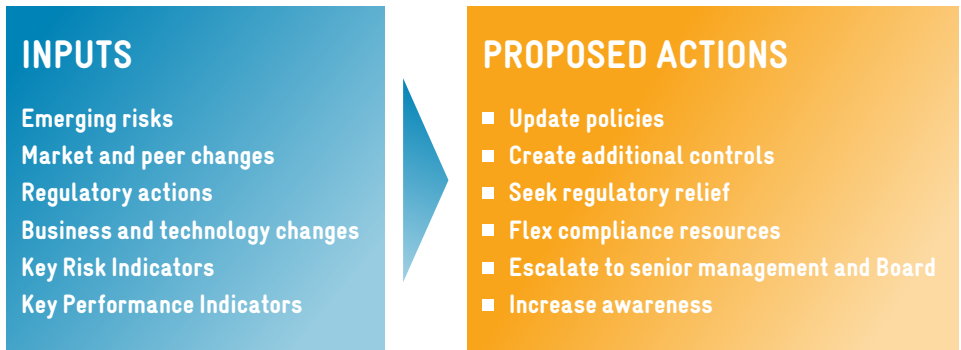 INPUTS
Emerging risks
Market and peer changes
Regulatory actions
Business and technology changes
Key Risk Indicators
Key Performance Indicators
PROPOSED ACTIONS
Update policies
Create additional controls
Seek regulatory relief
Flex compliance resources
Escalate to senior management and Board
Increase awareness